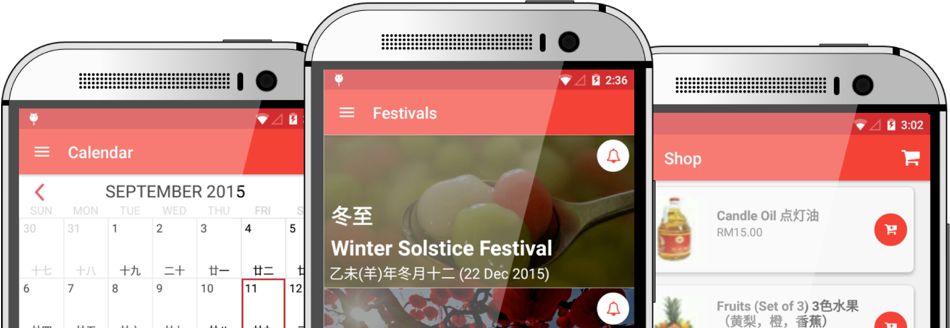 Calendar
SEPTEMBER 2015
SUN MON TUE WED THU FRI
30 31 1 2 3 4 5
十七 十八 十九 二十 廿一 廿二
6 7 8 9 10 11 12
2:36
Festivals
冬至
Winter Solstice Festival
乙未(羊)年冬月十二 (22 Dec 2015)
3:02
Shop
Candle Oil 点灯油
RM15.00
Fruits (Set of 3) 3色水果
（黄梨，橙，香蕉）